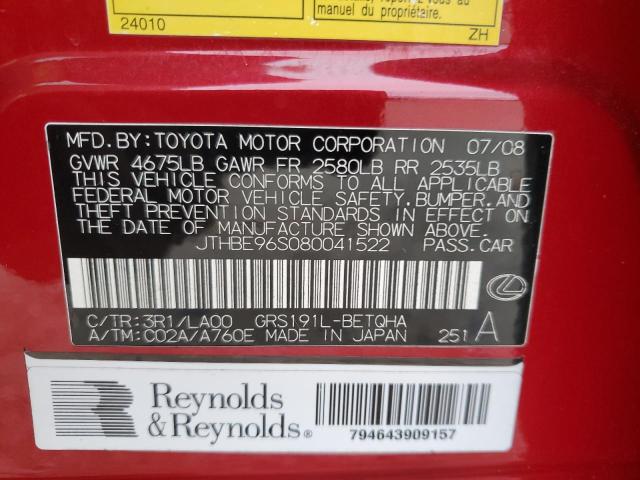 au
manuel du propriétaire.
24010
ZH
MFD.BY:TOYOTA MOTOR CORPORATION 07/08
GVWR 4675LB GAWR FR 2580LB RR 2535LB
THIS VEHICLE CONFORMS TO ALL APPLICABLE
FEDERAL MOTOR VEHICLE SAFETY,BUMPER,AND
THEFT PREVENTION STANDARDS IN EFFECT ON
THE DATE OF MANUFACTURE SHOWN ABOVE.
JTHBE96S080041522 PASS.CAR
C/TR:3R1/LA00 GRS191L-BETQHA
A/TM:C02A/A760E MADE IN JAPAN 251 A
Reynolds
& Reynolds®
794643909157